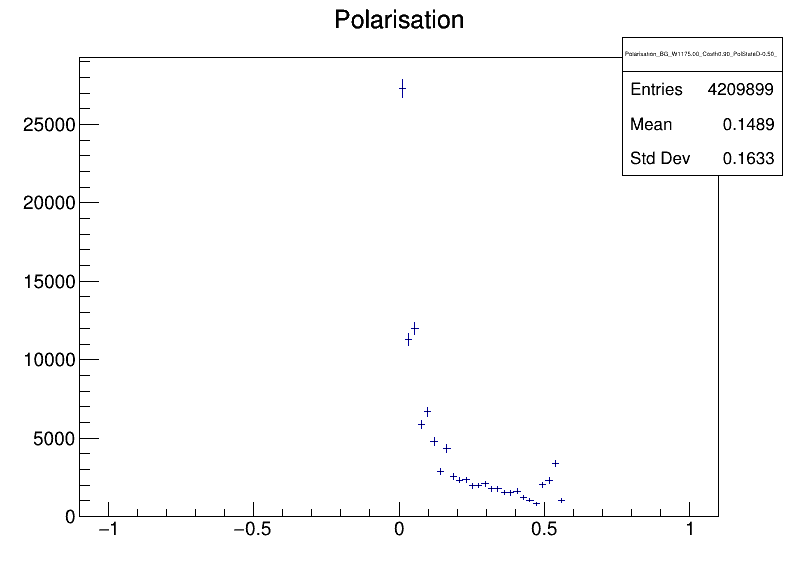 Polarisation
Polarisation_BG_W1175.00_Costh0.90_PolStateD-0.50_
Entries 4209899
Mean 0.1489
Std Dev 0.1633
25000
20000
15000
10000
5000
0
−1 −0.5 0 0.5 1